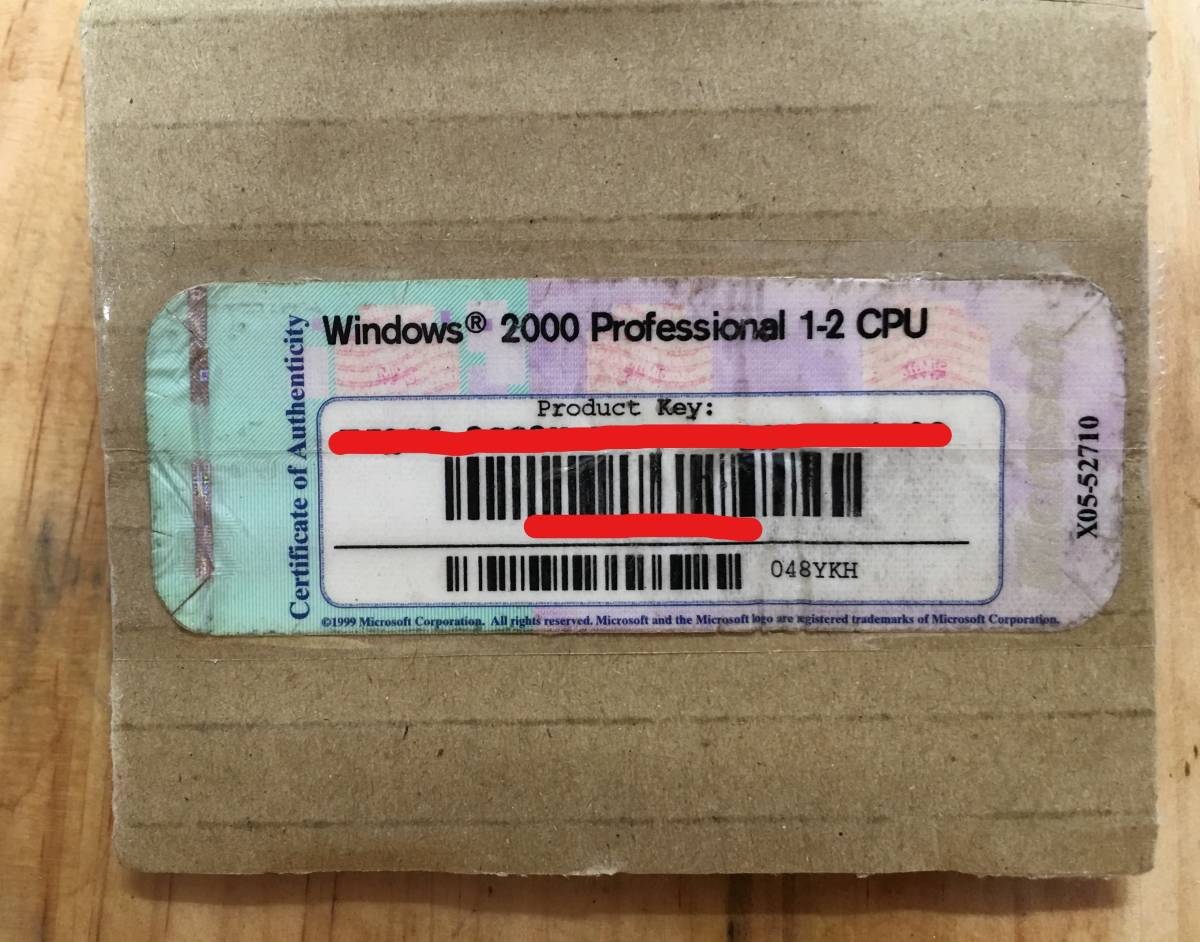 Windows® 2000 Professional 1-2 CPU
Certificate of Authenticity
Product Key:
048YKH
X05-52710
©1999 Microsoft Corporation. All rights reserved. Microsoft and the Microsoft logo are registered trademarks of Microsoft Corporation.